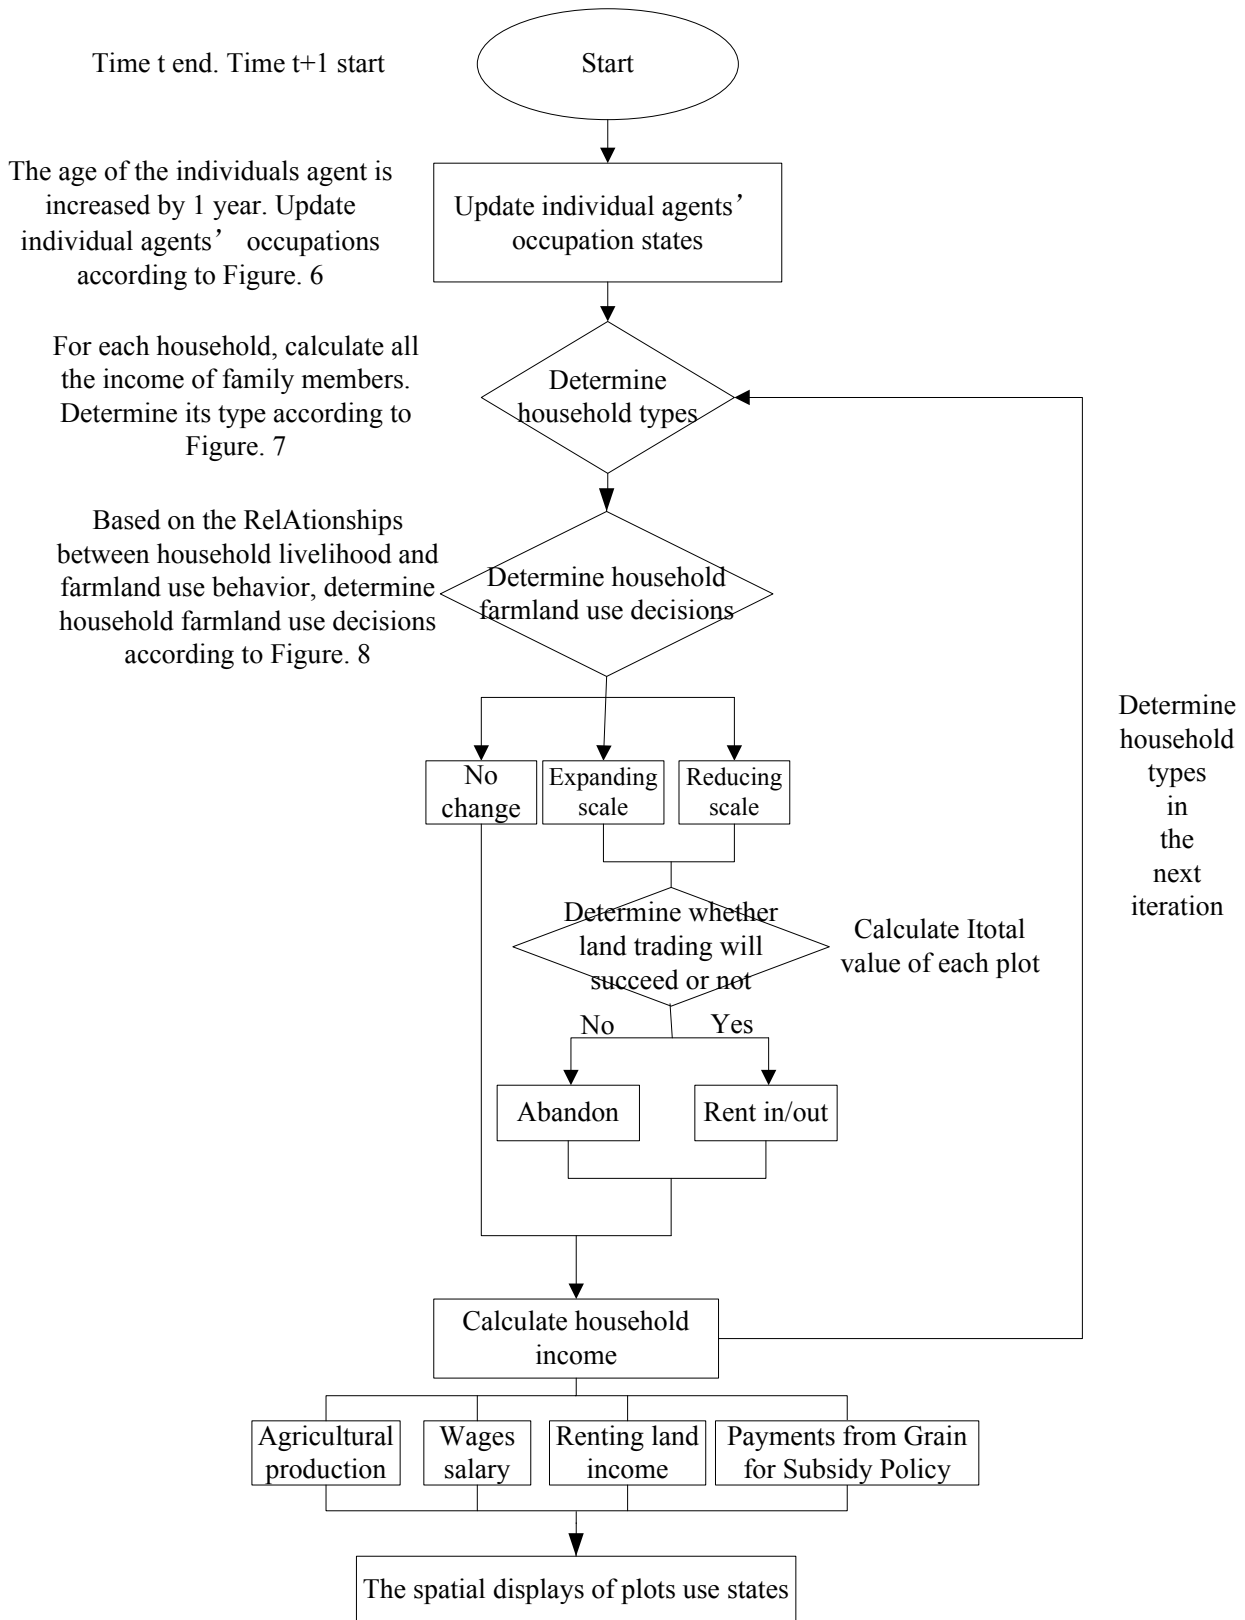 Time t end. Time t+1 start
Start
The age of the individuals agent is
increased by 1 year. Update
individual agents’ occupations
according to Figure. 6
Update individual agents’
occupation states
For each household, calculate all
the income of family members.
Determine its type according to
Figure. 7
Determine
household types
Based on the RelAtionships
between household livelihood and
farmland use behavior, determine
household farmland use decisions
according to Figure. 8
Determine household
farmland use decisions
No
change
Expanding
scale
Reducing
scale
Determine
household
types
in
the
next
iteration
Determine whether
land trading will
succeed or not
Calculate Itotal
value of each plot
No
Yes
Abandon
Rent in/out
Calculate household
income
Agricultural
production
Wages
salary
Renting land
income
Payments from Grain
for Subsidy Policy
The spatial displays of plots use states